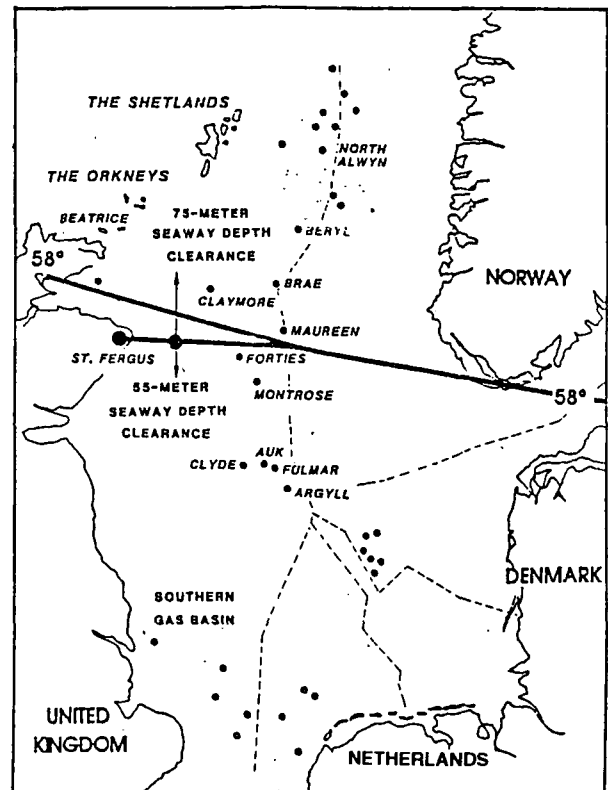 THE SHETLANDS
NORTH
ALWYN
THE ORKNEYS
BEATRICE
75-METER
SEAWAY DEPTH
CLEARANCE
BERYL
58°
NORWAY
BRAE
CLAYMORE
MAUREEN
ST. FERGUS
FORTIES
55-METER
SEAWAY DEPTH
CLEARANCE
MONTROSE
58°
AUK
CLYDE
FULMAR
ARGYLL
DENMARK
SOUTHERN
GAS BASIN
UNITED
KINGDOM
NETHERLANDS